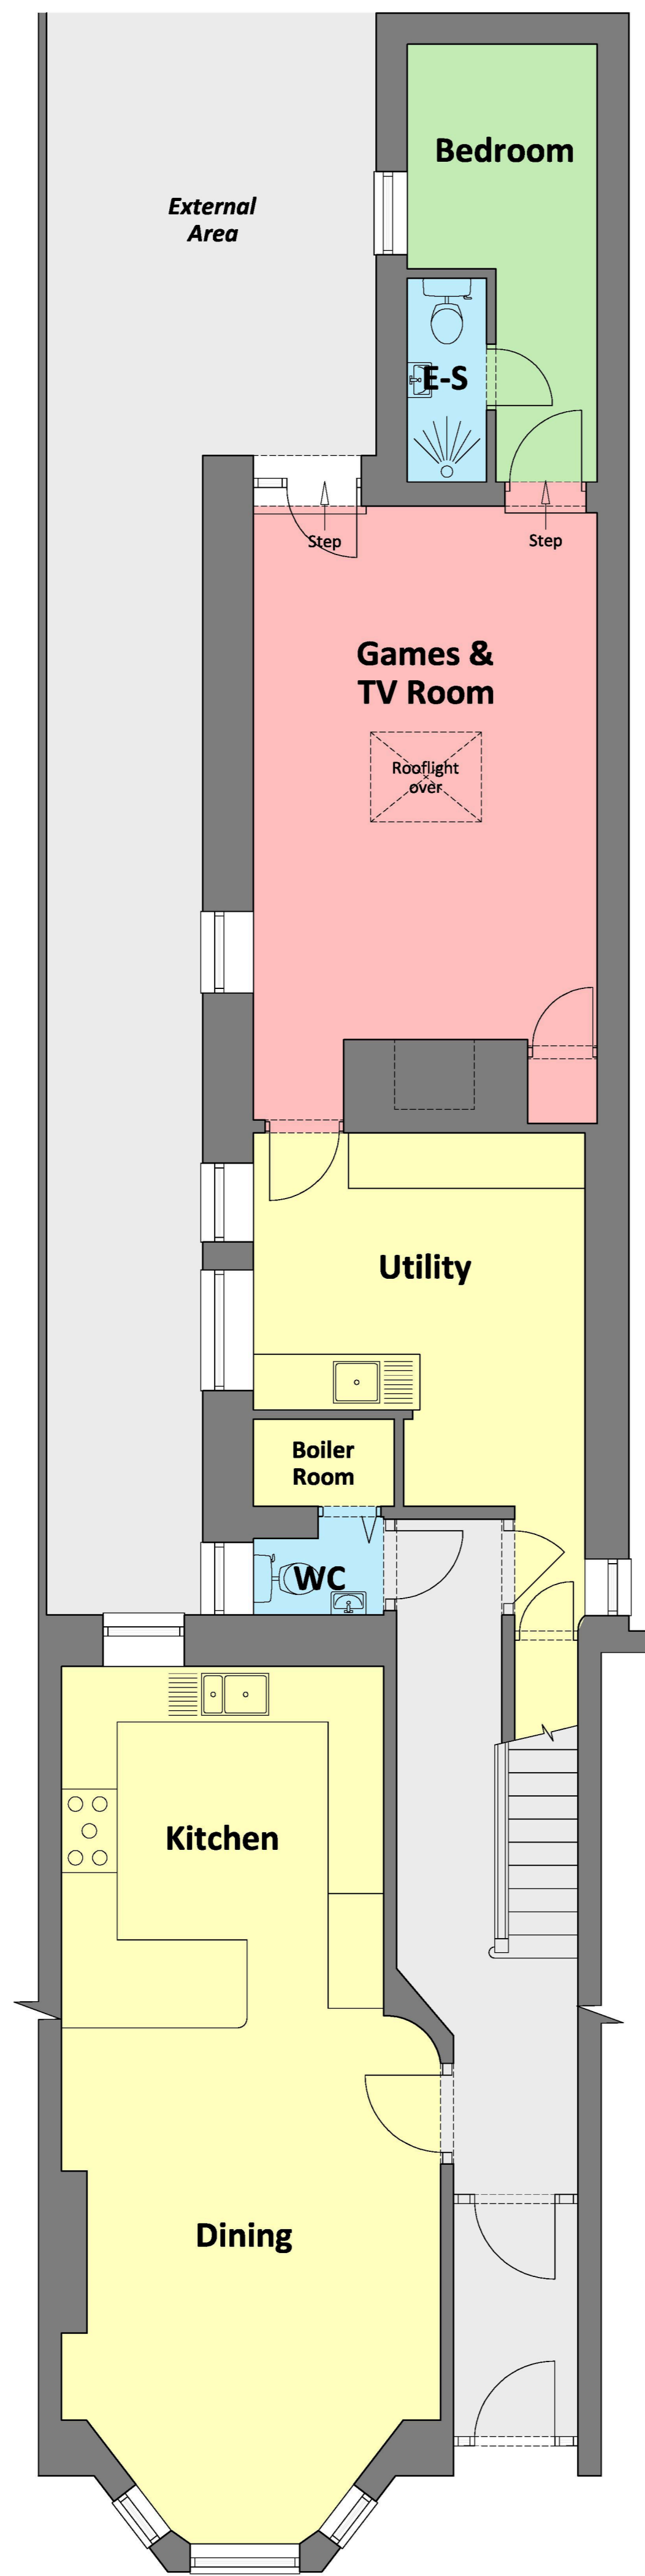 Bedroom
External
Area
E-S
Step
Step
Games &
TV Room
Rooflight
over
Utility
Boiler
Room
WC
Kitchen
Dining